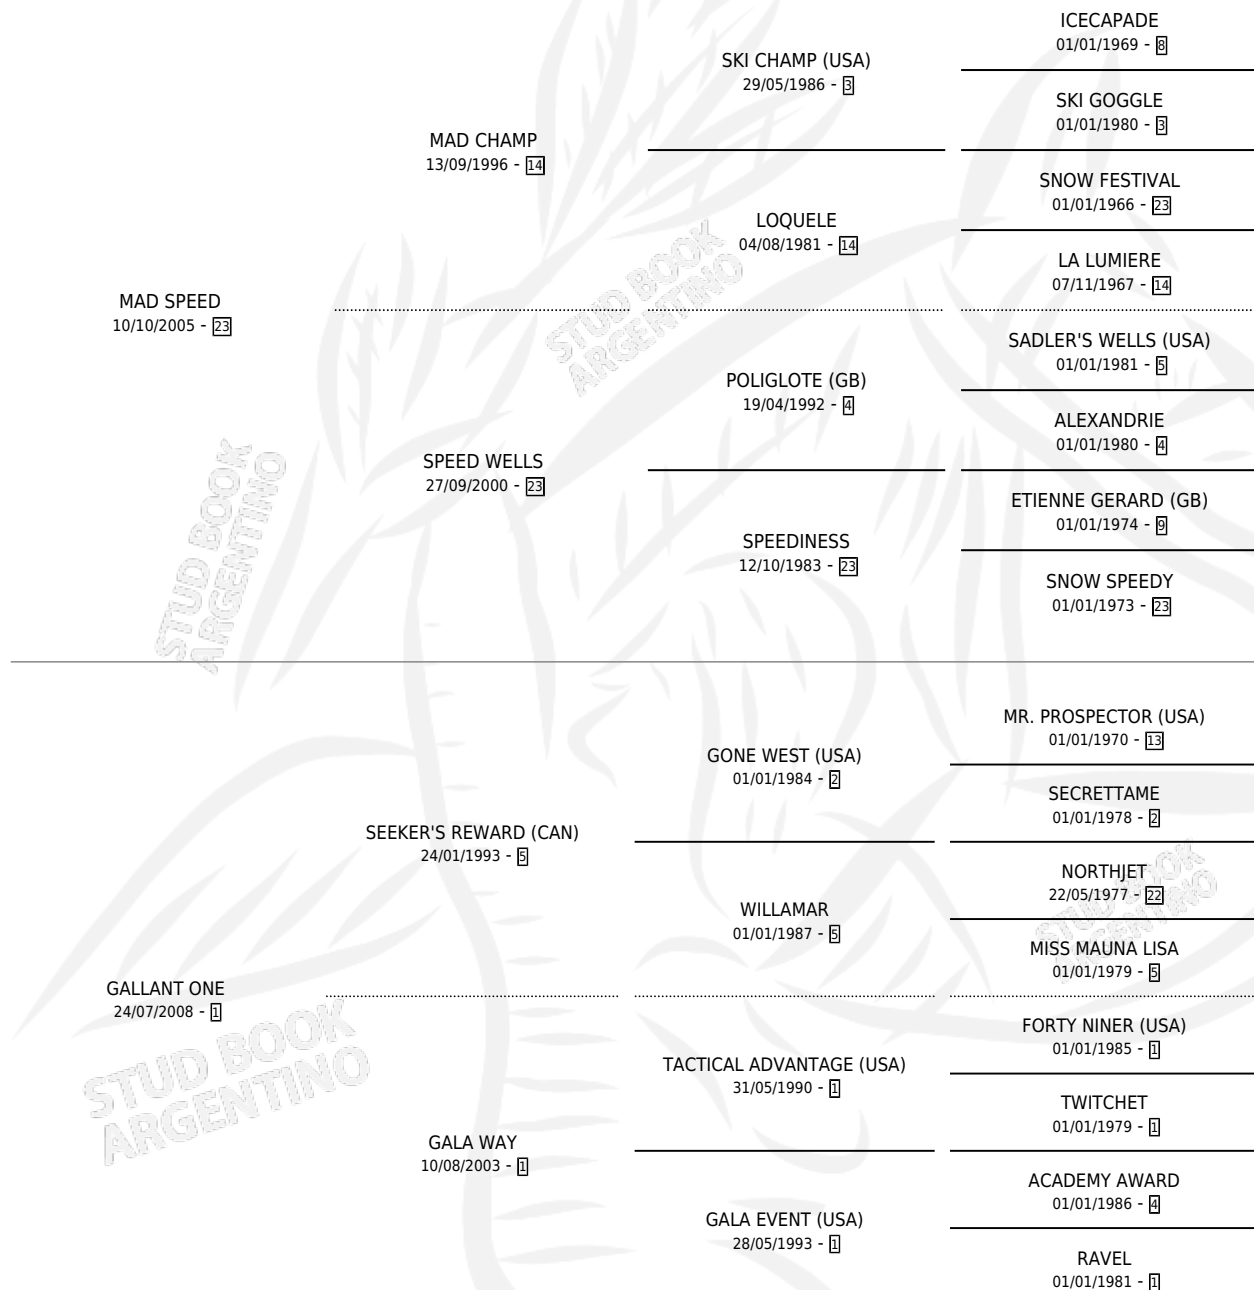 ICECAPADE
01/01/1969 - 8
SKI CHAMP (USA)
29/05/1986 - 3
SKI GOGGLE
01/01/1980 - 3
MAD CHAMP
13/09/1996 - 14
SNOW FESTIVAL
01/01/1966 - 23
LOQUELE
04/08/1981 - 14
LA LUMIERE
07/11/1967 - 14
MAD SPEED
10/10/2005 - 23
SADLER'S WELLS (USA)
01/01/1981 - 5
POLIGLOTE (GB)
19/04/1992 - 4
ALEXANDRIE
01/01/1980 - 4
SPEED WELLS
27/09/2000 - 23
ETIENNE GERARD (GB)
01/01/1974 - 9
SPEEDINESS
12/10/1983 - 23
SNOW SPEEDY
01/01/1973 - 23
STUD BOOK
ARGENTINO
STUD BOOK
ARGENTINO
MR. PROSPECTOR (USA)
01/01/1970 - 13
GONE WEST (USA)
01/01/1984 - 2
SECRETTAME
01/01/1978 - 2
SEEKER'S REWARD (CAN)
24/01/1993 - 5
NORTHJET
22/05/1977 - 22
WILLAMAR
01/01/1987 - 5
MISS MAUNA LISA
01/01/1979 - 5
STUD BOOK
ARGENTINO
GALLANT ONE
24/07/2008 - 1
FORTY NINER (USA)
01/01/1985 - 1
TACTICAL ADVANTAGE (USA)
31/05/1990 - 1
TWITCHET
01/01/1979 - 1
STUD BOOK
ARGENTINO
GALA WAY
10/08/2003 - 1
ACADEMY AWARD
01/01/1986 - 4
GALA EVENT (USA)
28/05/1993 - 1
RAVEL
01/01/1981 - 1